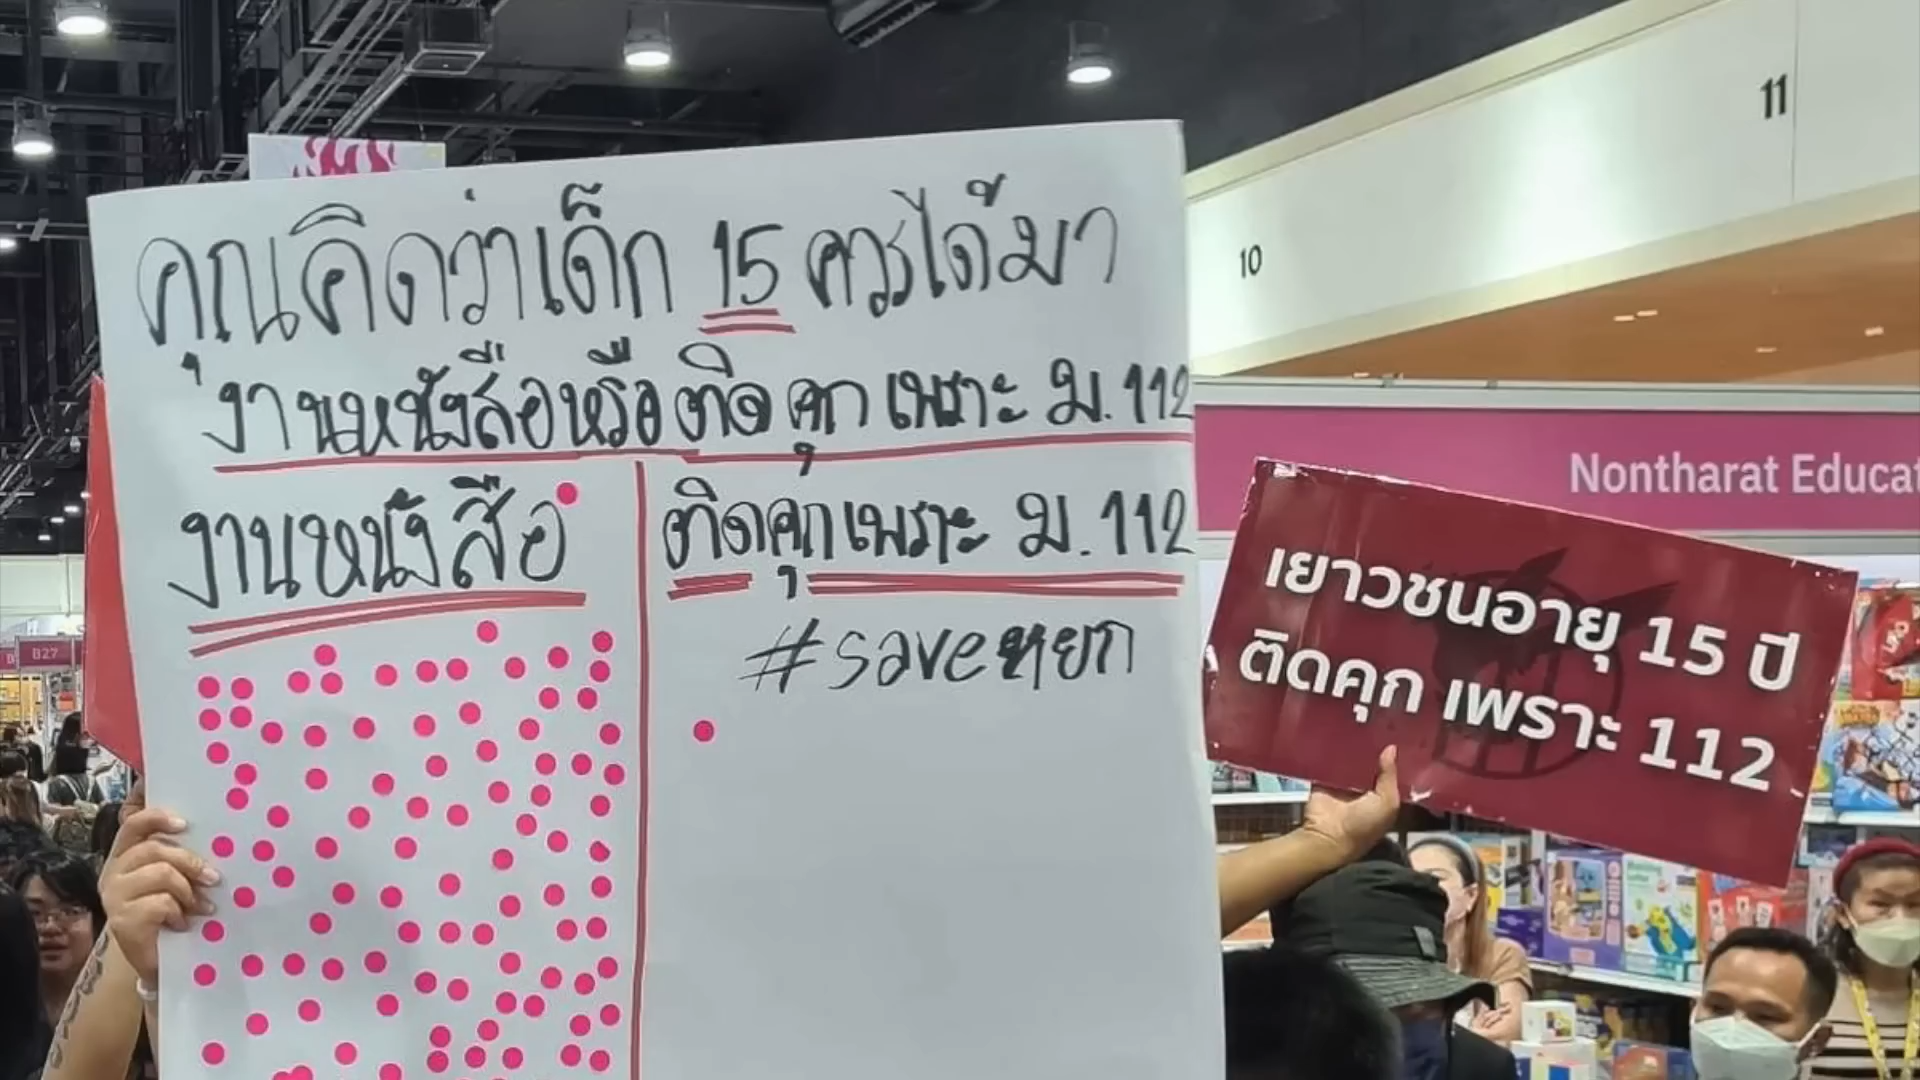 คุณคิดว่าเด็ก 15 ควรได้มา
งานหนังสือหรือติดคุก เพราะ ม.112
งานหนังสือ
ติดคุกเพราะ ม.112
#saveหยก
เยาวชนอายุ 15 ปี
ติดคุก เพราะ 112
10
11
Nontharat Educat
B27